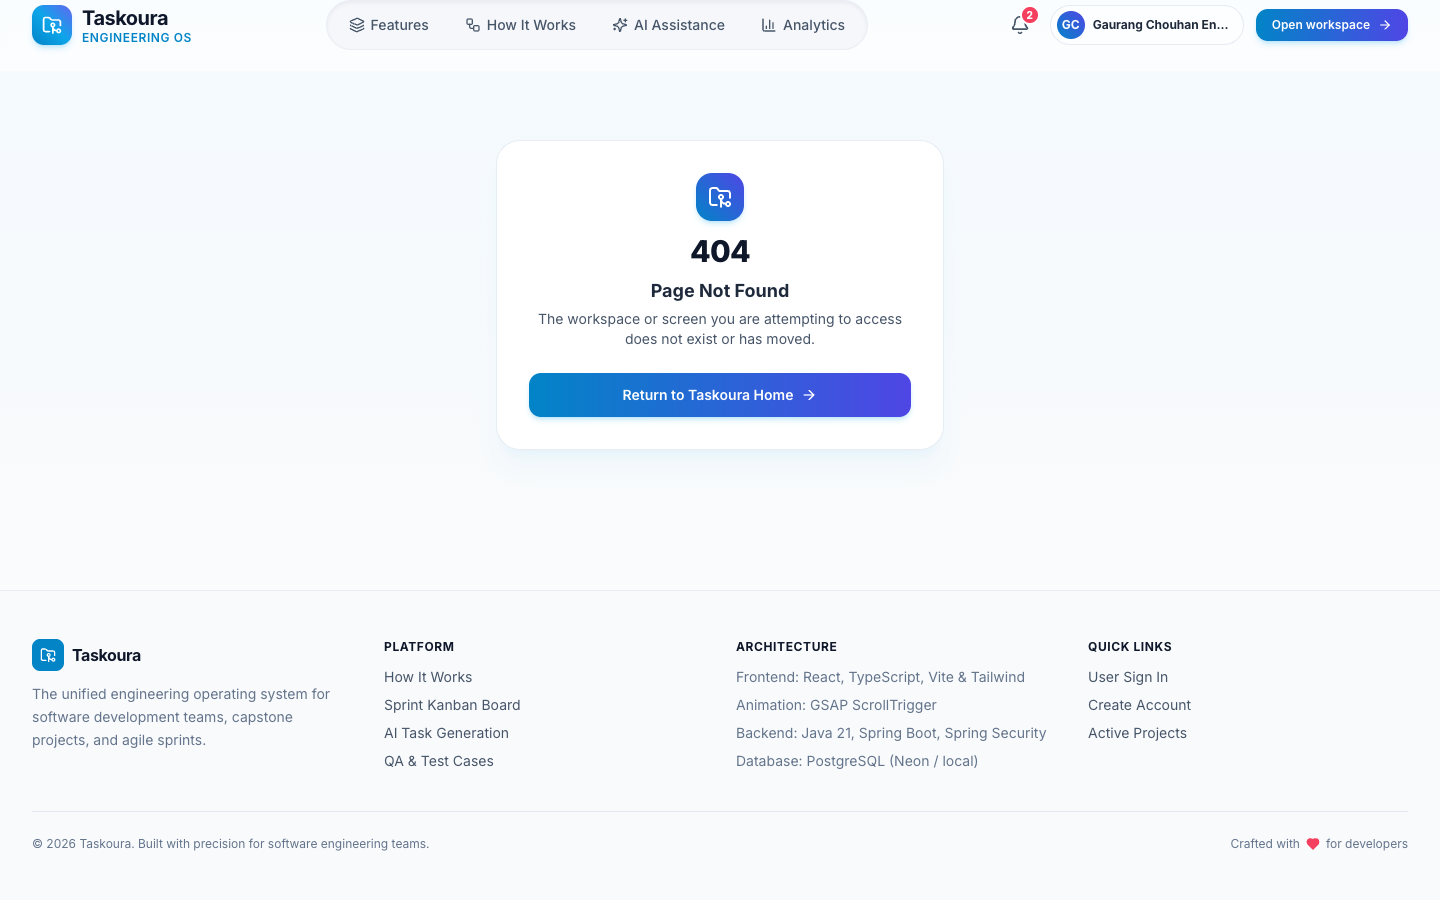 Taskoura
ENGINEERING OS
Features
How It Works
AI Assistance
Analytics
2
GC
Gaurang Chouhan En...
Open workspace
404
Page Not Found
The workspace or screen you are attempting to access
does not exist or has moved.
Return to Taskoura Home
Taskoura
The unified engineering operating system for
software development teams, capstone
projects, and agile sprints.
PLATFORM
How It Works
Sprint Kanban Board
AI Task Generation
QA & Test Cases
ARCHITECTURE
Frontend: React, TypeScript, Vite & Tailwind
Animation: GSAP ScrollTrigger
Backend: Java 21, Spring Boot, Spring Security
Database: PostgreSQL (Neon / local)
QUICK LINKS
User Sign In
Create Account
Active Projects
© 2026 Taskoura. Built with precision for software engineering teams.
Crafted with ❤ for developers